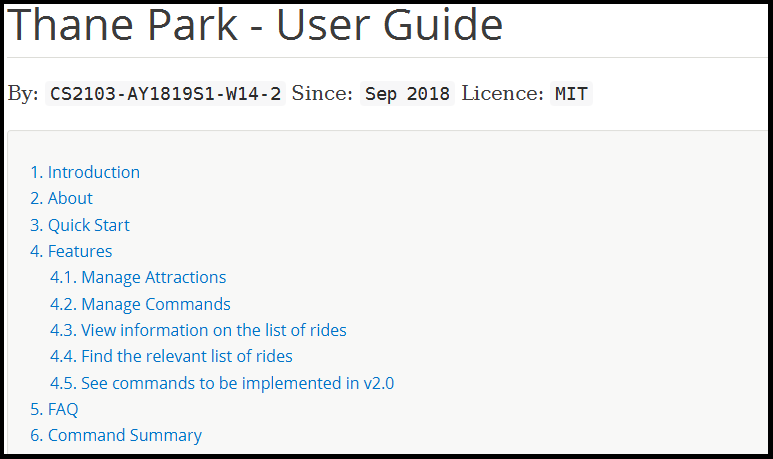 Thane Park - User Guide
By: CS2103-AY1819S1-W14-2 Since: Sep 2018 Licence: MIT
1. Introduction
2. About
3. Quick Start
4. Features
4.1. Manage Attractions
4.2. Manage Commands
4.3. View information on the list of rides
4.4. Find the relevant list of rides
4.5. See commands to be implemented in v2.0
5. FAQ
6. Command Summary